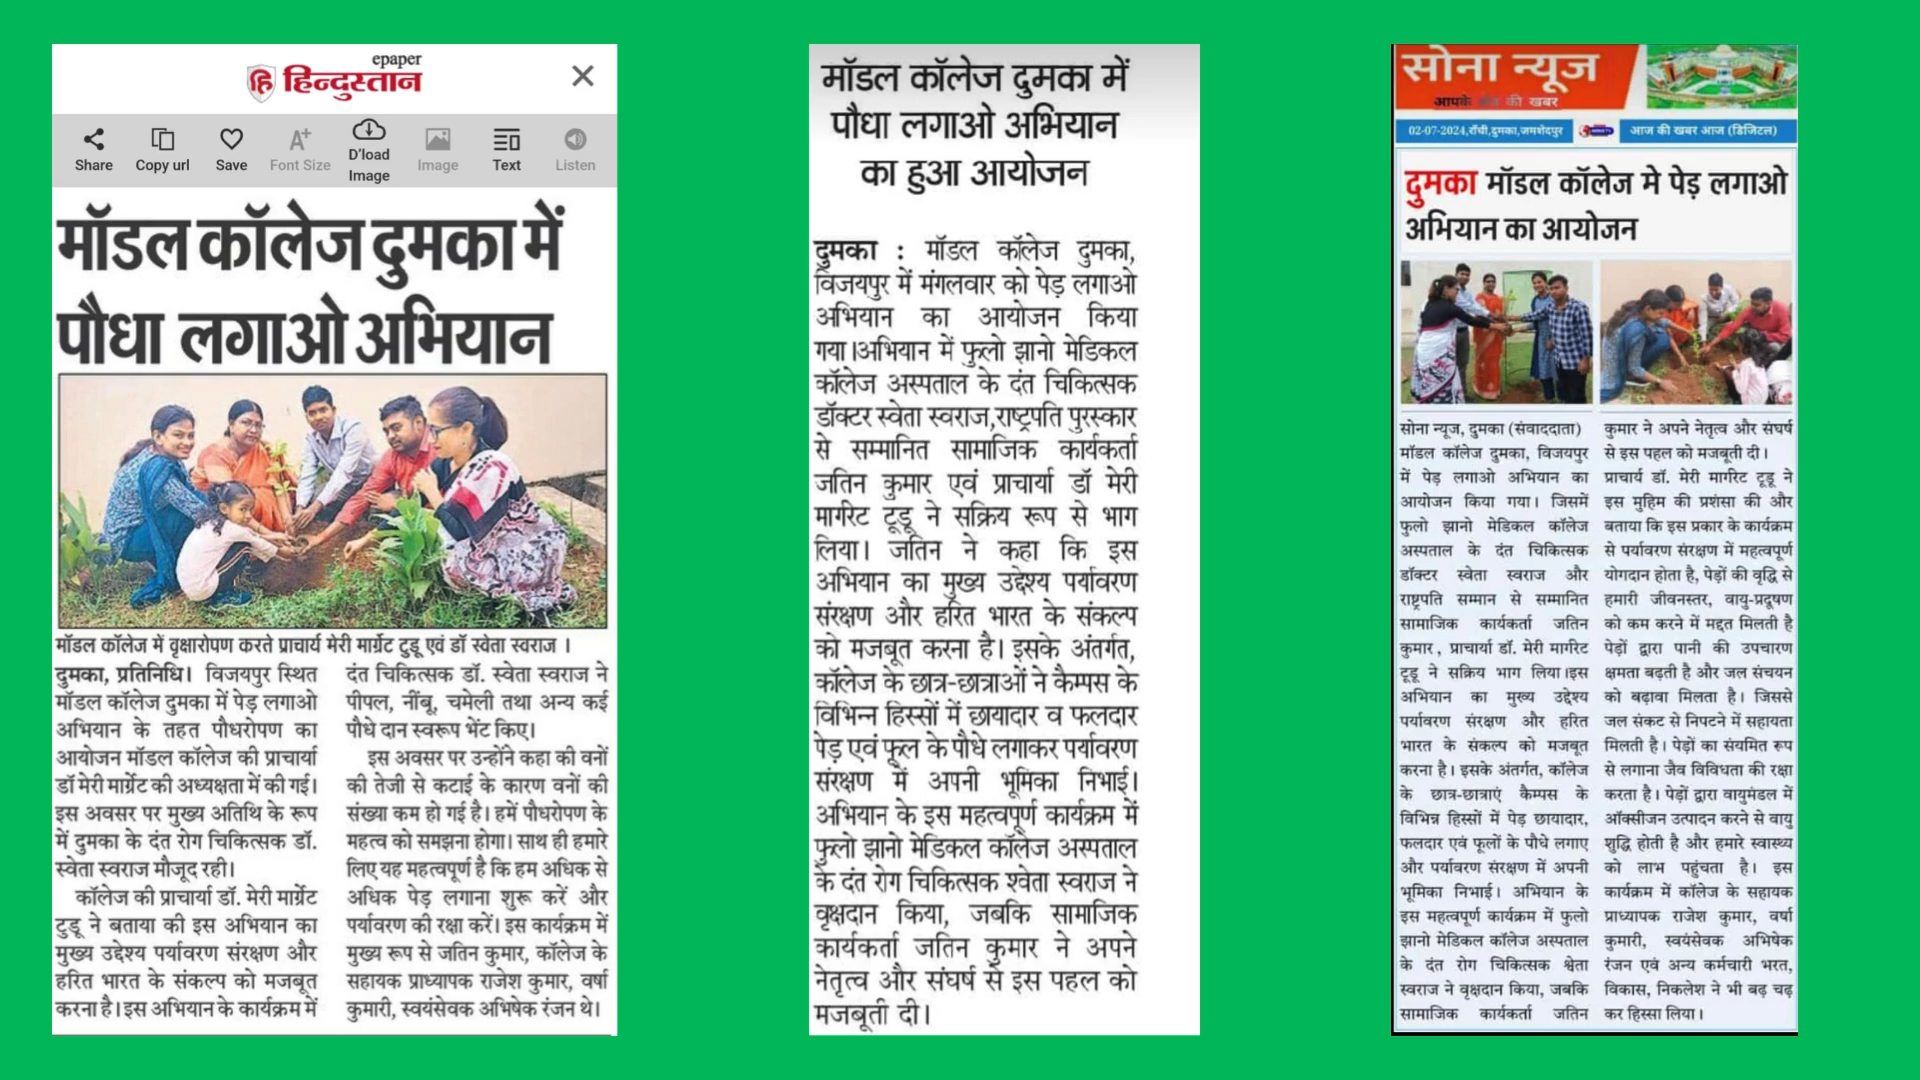 epaper
हि हिन्दुस्तान
Share
Copy url
Save
A+
Font Size
D'load
Image
Image
Text
Listen
मॉडल कॉलेज दुमका में
पौधा लगाओ अभियान
मॉडल कॉलेज में वृक्षारोपण करते प्राचार्य मेरी मार्ग्रेट टुडू एवं डॉ स्वेता स्वराज ।
दुमका, प्रतिनिधि। विजयपुर स्थित
मॉडल कॉलेज दुमका में पेड़ लगाओ
अभियान के तहत पौधरोपण का
आयोजन मॉडल कॉलेज की प्राचार्या
डॉ मेरी मार्ग्रेट की अध्यक्षता में की गई।
इस अवसर पर मुख्य अतिथि के रूप
में दुमका के दंत रोग चिकित्सक डॉ.
स्वेता स्वराज मौजूद रही।
कॉलेज की प्राचार्या डॉ. मेरी मार्ग्रेट
टुडू ने बताया की इस अभियान का
मुख्य उद्देश्य पर्यावरण संरक्षण और
हरित भारत के संकल्प को मजबूत
करना है। इस अभियान के कार्यक्रम में
दंत चिकित्सक डॉ. स्वेता स्वराज ने
पीपल, नींबू, चमेली तथा अन्य कई
पौधे दान स्वरूप भेंट किए।
इस अवसर पर उन्होंने कहा की वनों
की तेजी से कटाई के कारण वनों की
संख्या कम हो गई है। हमें पौधरोपण के
महत्व को समझना होगा। साथ ही हमारे
लिए यह महत्वपूर्ण है कि हम अधिक से
अधिक पेड़ लगाना शुरू करें और
पर्यावरण की रक्षा करें। इस कार्यक्रम में
मुख्य रूप से जतिन कुमार, कॉलेज के
सहायक प्राध्यापक राजेश कुमार, वर्षा
कुमारी, स्वयंसेवक अभिषेक रंजन थे।
मॉडल कॉलेज दुमका में
पौधा लगाओ अभियान
का हुआ आयोजन
दुमका : मॉडल कॉलेज दुमका,
विजयपुर में मंगलवार को पेड़ लगाओ
अभियान का आयोजन किया
गया।अभियान में फुलो झानो मेडिकल
कॉलेज अस्पताल के दंत चिकित्सक
डॉक्टर स्वेता स्वराज,राष्ट्रपति पुरस्कार
से सम्मानित सामाजिक कार्यकर्ता
जतिन कुमार एवं प्राचार्या डॉ मेरी
मार्गरेट टूडू ने सक्रिय रूप से भाग
लिया। जतिन ने कहा कि इस
अभियान का मुख्य उद्देश्य पर्यावरण
संरक्षण और हरित भारत के संकल्प
को मजबूत करना है। इसके अंतर्गत,
कॉलेज के छात्र-छात्राओं ने कैम्पस के
विभिन्न हिस्सों में छायादार व फलदार
पेड़ एवं फूल के पौधे लगाकर पर्यावरण
संरक्षण में अपनी भूमिका निभाई।
अभियान के इस महत्वपूर्ण कार्यक्रम में
फुलो झानो मेडिकल कॉलेज अस्पताल
के दंत रोग चिकित्सक श्वेता स्वराज ने
वृक्षदान किया, जबकि सामाजिक
कार्यकर्ता जतिन कुमार ने अपने
नेतृत्व और संघर्ष से इस पहल को
मजबूती दी।
सोना न्यूज
आपके की खबर
02-07-2024,राँची,दुमका,जमशेदपुर
आज की खबर आज (डिजिटल)
दुमका मॉडल कॉलेज मे पेड़ लगाओ
अभियान का आयोजन
सोना न्यूज, दुमका (संवाददाता)
मॉडल कॉलेज दुमका, विजयपुर
में पेड़ लगाओ अभियान का
आयोजन किया गया। जिसमें
फुलो झानो मेडिकल कॉलेज
अस्पताल के दंत चिकित्सक
डॉक्टर स्वेता स्वराज और
राष्ट्रपति सम्मान से सम्मानित
सामाजिक कार्यकर्ता जतिन
कुमार, प्राचार्या डॉ. मेरी मार्गरेट
टूडू ने सक्रिय भाग लिया।इस
अभियान का मुख्य उद्देश्य
पर्यावरण संरक्षण और हरित
भारत के संकल्प को मजबूत
करना है। इसके अंतर्गत, कॉलेज
के छात्र-छात्राएं कैम्पस के
विभिन्न हिस्सों में पेड़ छायादार,
फलदार एवं फूलों के पौधे लगाए
और पर्यावरण संरक्षण में अपनी
भूमिका निभाई। अभियान के
इस महत्वपूर्ण कार्यक्रम में फुलो
झानो मेडिकल कॉलेज अस्पताल
के दंत रोग चिकित्सक श्वेता
स्वराज ने वृक्षदान किया, जबकि
सामाजिक कार्यकर्ता जतिन
कुमार ने अपने नेतृत्व और संघर्ष
से इस पहल को मजबूती दी।
प्राचार्या डॉ. मेरी मार्गरेट टूडू ने
इस मुहिम की प्रशंसा की और
बताया कि इस प्रकार के कार्यक्रम
से पर्यावरण संरक्षण में महत्वपूर्ण
योगदान होता है, पेड़ों की वृद्धि से
हमारी जीवनस्तर, वायु-प्रदूषण
को कम करने में मद्दत मिलती है
पेड़ों द्वारा पानी की उपचारण
क्षमता बढ़ती है और जल संचयन
को बढ़ावा मिलता है। जिससे
जल संकट से निपटने में सहायता
मिलती है। पेड़ों का संयमित रूप
से लगाना जैव विविधता की रक्षा
करता है। पेड़ों द्वारा वायुमंडल में
ऑक्सीजन उत्पादन करने से वायु
शुद्धि होती है और हमारे स्वास्थ्य
को लाभ पहुंचता है। इस
कार्यक्रम में कॉलेज के सहायक
प्राध्यापक राजेश कुमार, वर्षा
कुमारी, स्वयंसेवक अभिषेक
रंजन एवं अन्य कर्मचारी भरत,
विकास, निकलेश ने भी बढ़ चढ़
कर हिस्सा लिया।